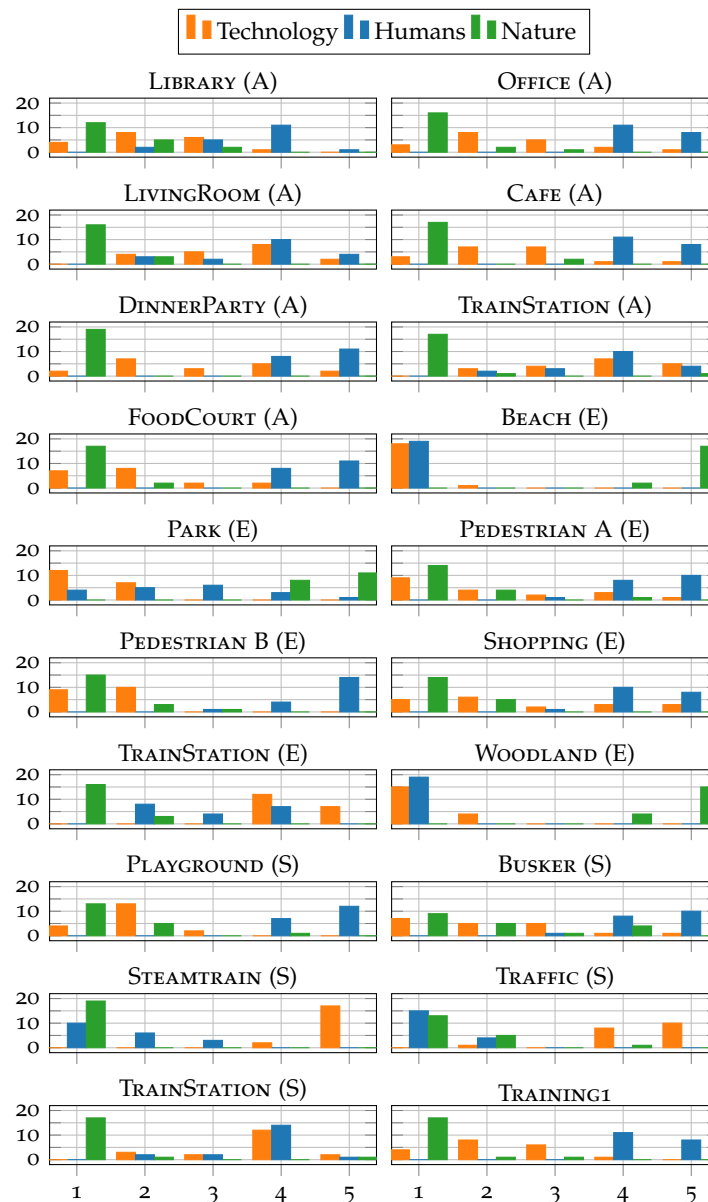 Technology Humans Nature
LIBRARY (A) OFFICE (A)
20
10
0
LIVINGROOM (A) CAFE (A)
20
10
0
DINNERPARTY (A) TRAINSTATION (A)
20
10
0
FOODCOURT (A) BEACH (E)
20
10
0
PARK (E) PEDESTRIAN A (E)
20
10
0
PEDESTRIAN B (E) SHOPPING (E)
20
10
0
TRAINSTATION (E) WOODLAND (E)
20
10
0
PLAYGROUND (S) BUSKER (S)
20
10
0
STEAMTRAIN (S) TRAFFIC (S)
20
10
0
TRAINSTATION (S) TRAINING1
20
10
0
1 2 3 4 5 1 2 3 4 5